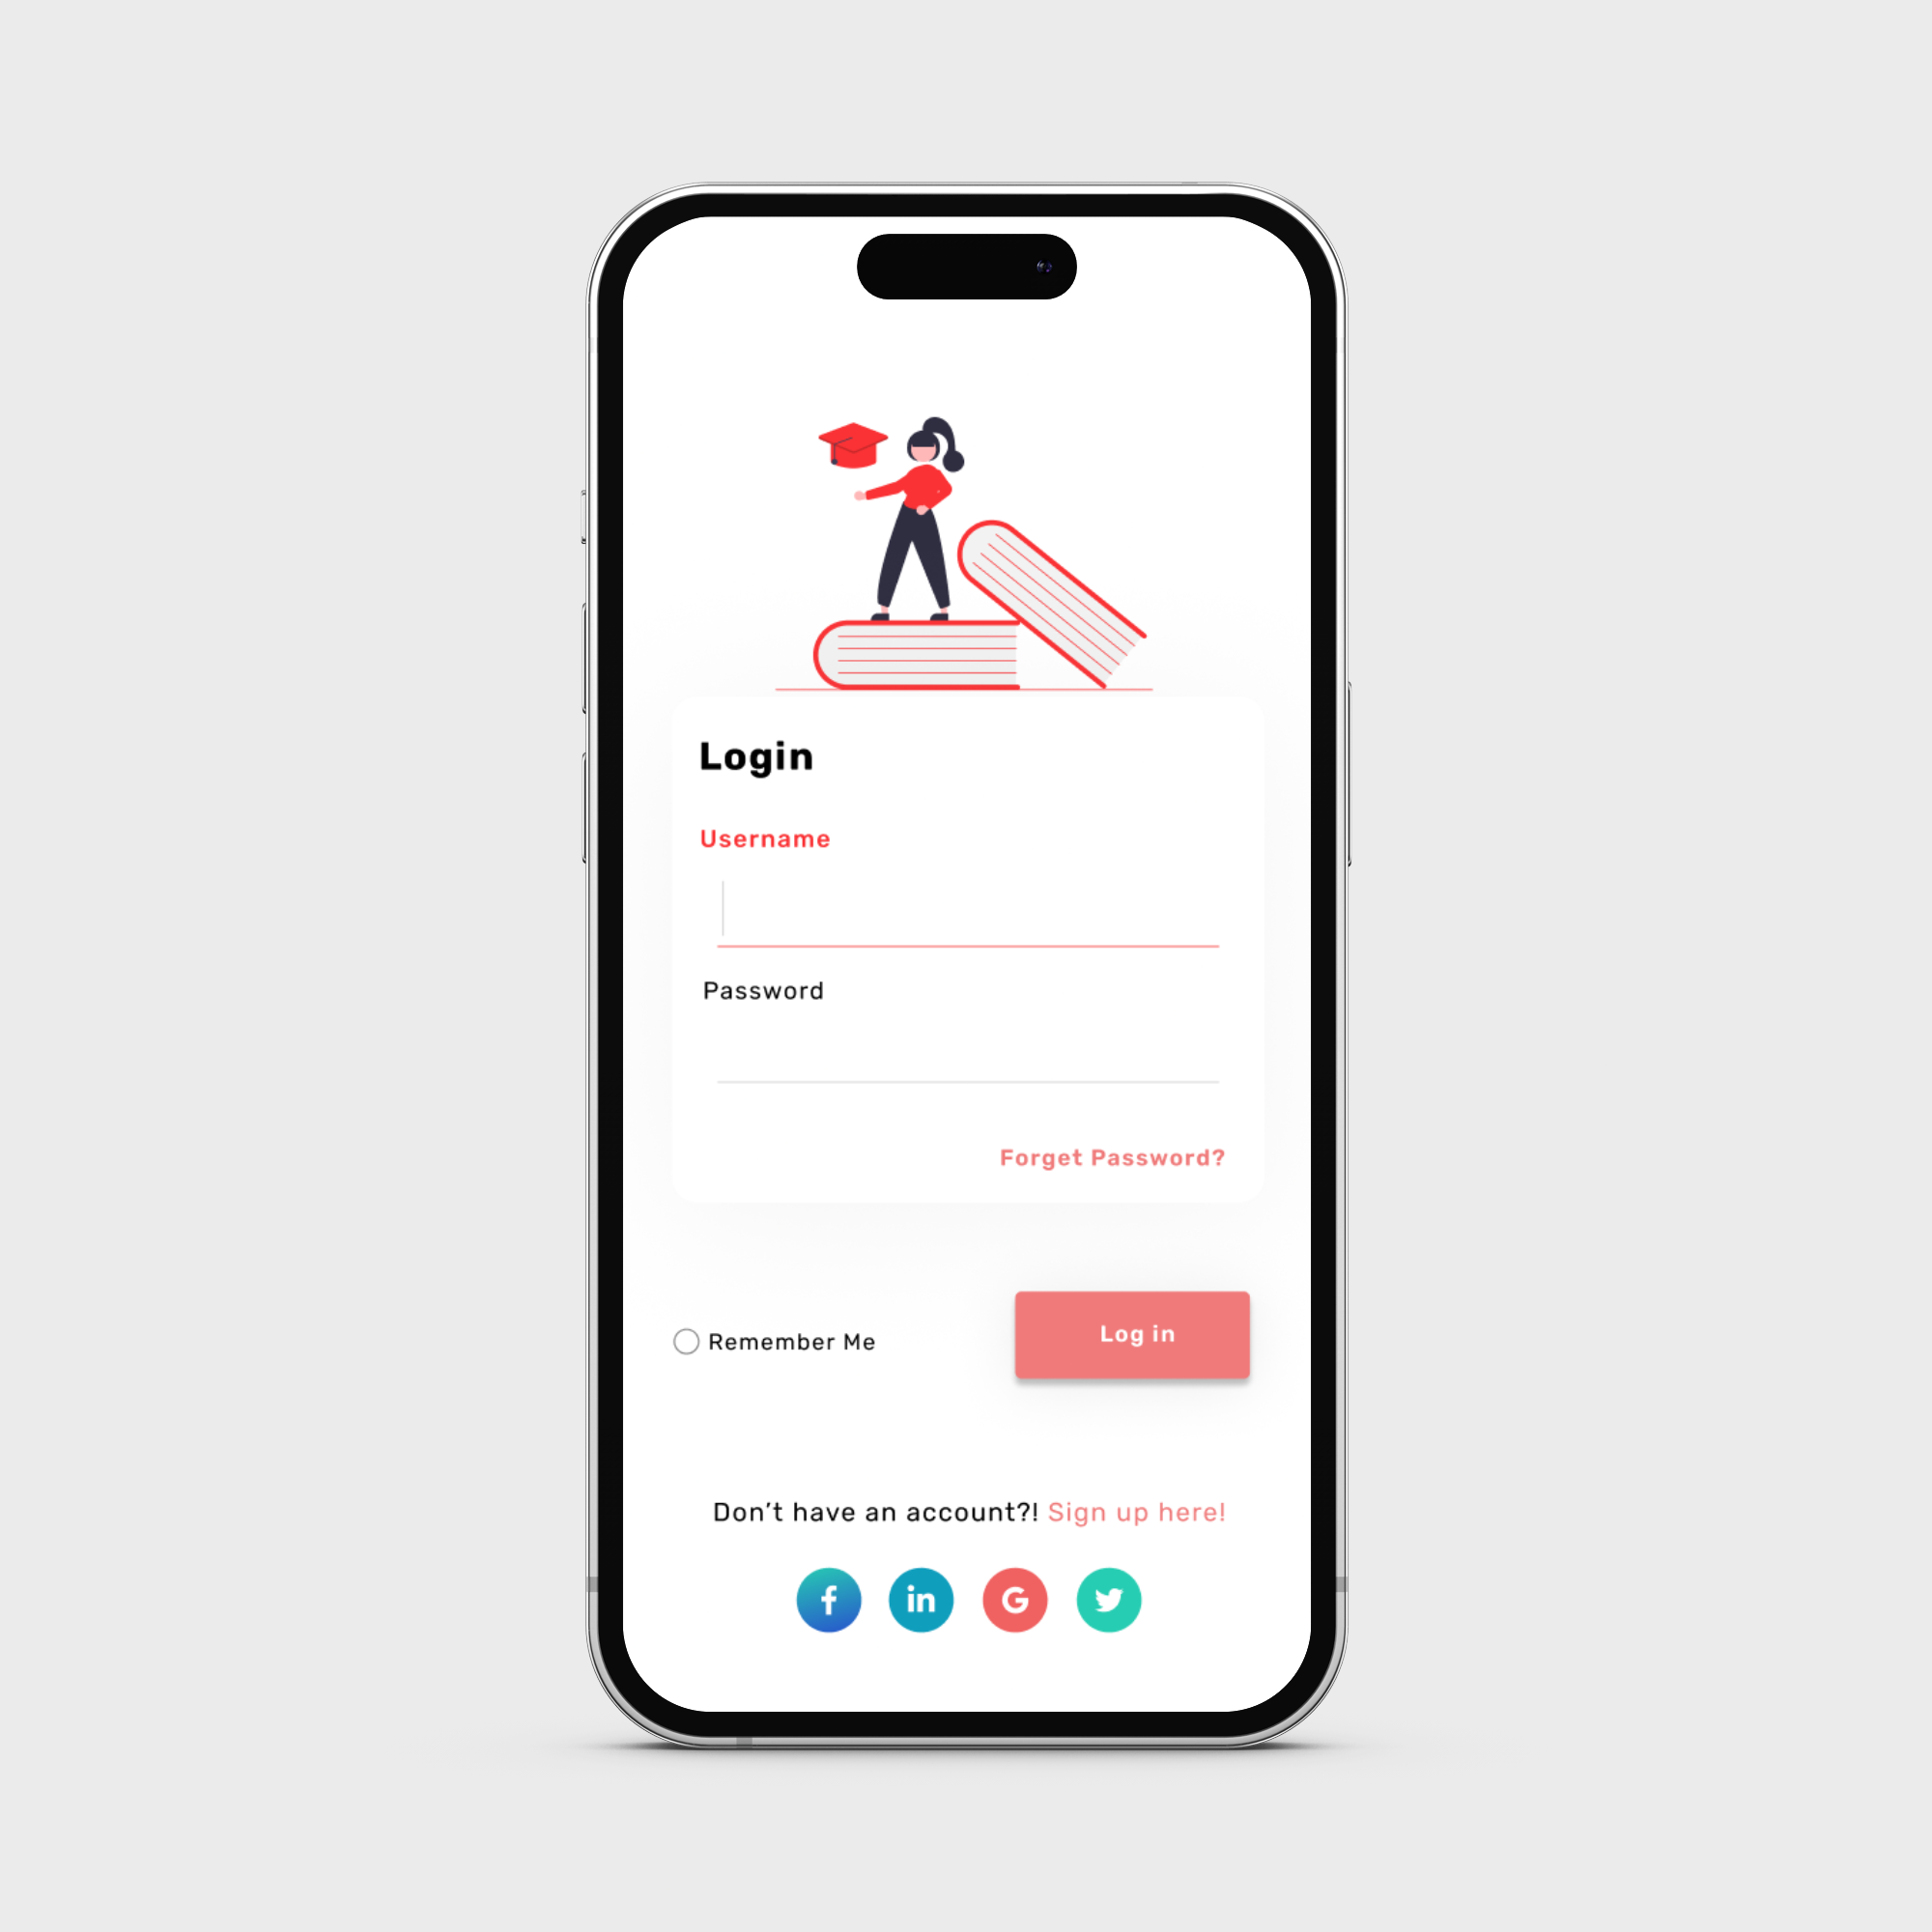 Login
Username
Password
Forget Password?
Remember Me
Log in
Don't have an account?! Sign up here!
f in G